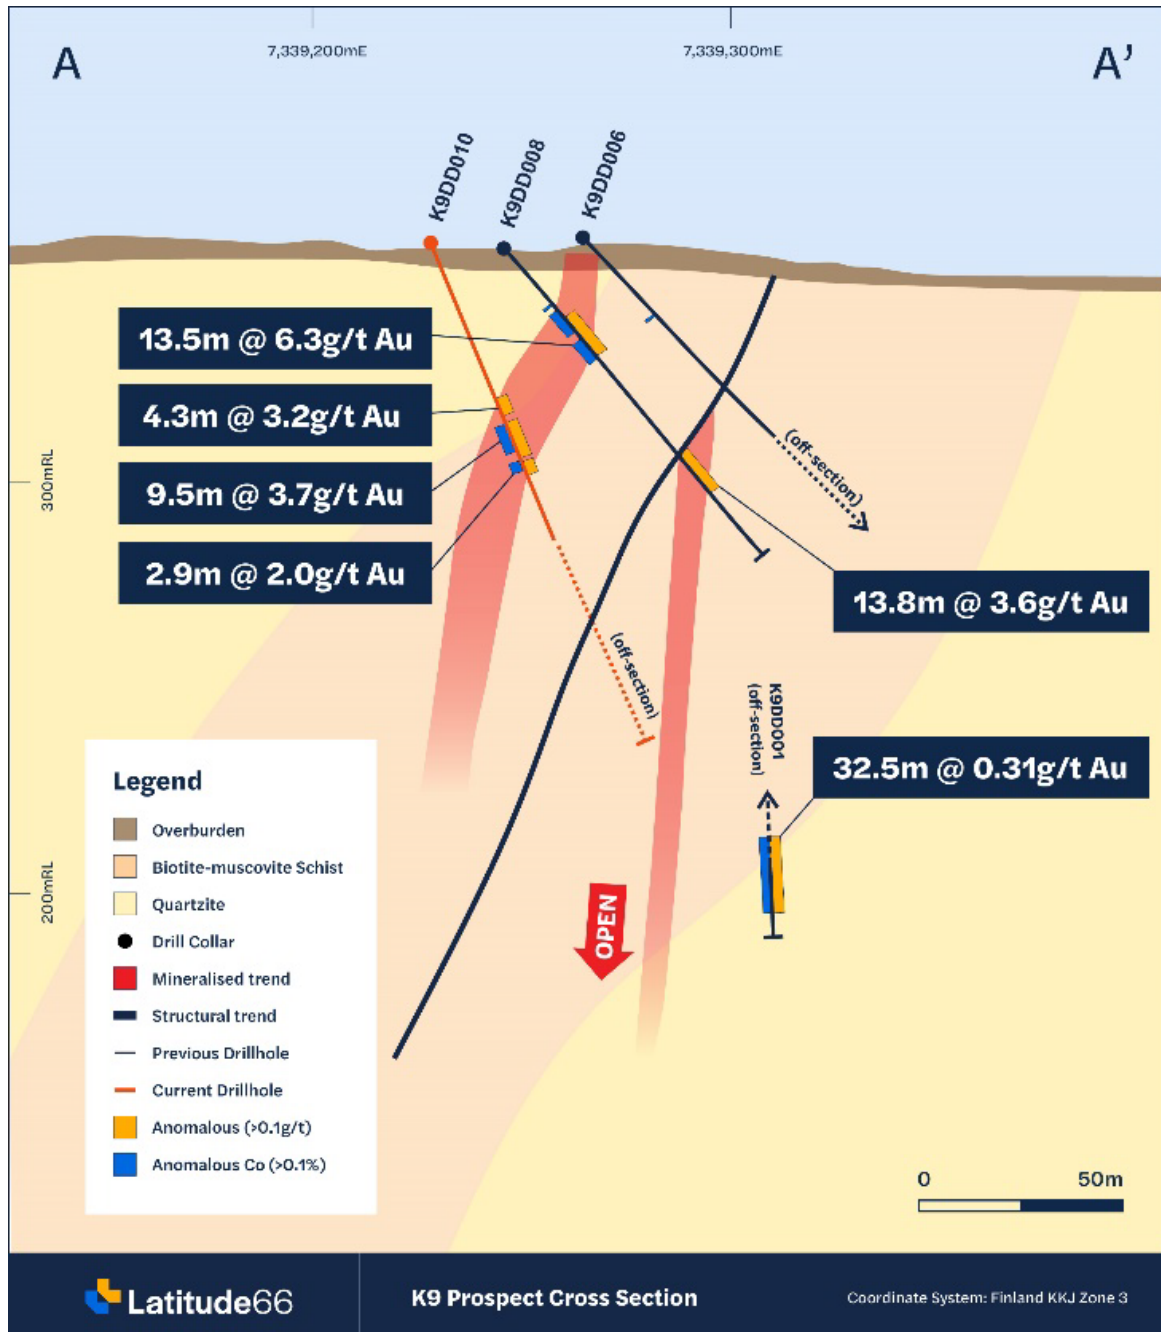 A
7,339,200mE
7,339,300mE
A’
K9DD010
K9DD008
K9DD006
13.5m @ 6.3g/t Au
4.3m @ 3.2g/t Au
9.5m @ 3.7g/t Au
2.9m @ 2.0g/t Au
300mRL
(off-section)
13.8m @ 3.6g/t Au
(off-section)
K9DD001
(off-section)
32.5m @ 0.31g/t Au
200mRL
OPEN
Legend
Overburden
Biotite-muscovite Schist
Quartzite
Drill Collar
Mineralised trend
Structural trend
Previous Drillhole
Current Drillhole
Anomalous (>0.1g/t)
Anomalous Co (>0.1%)
0 50m
Latitude66
K9 Prospect Cross Section
Coordinate System: Finland KKJ Zone 3